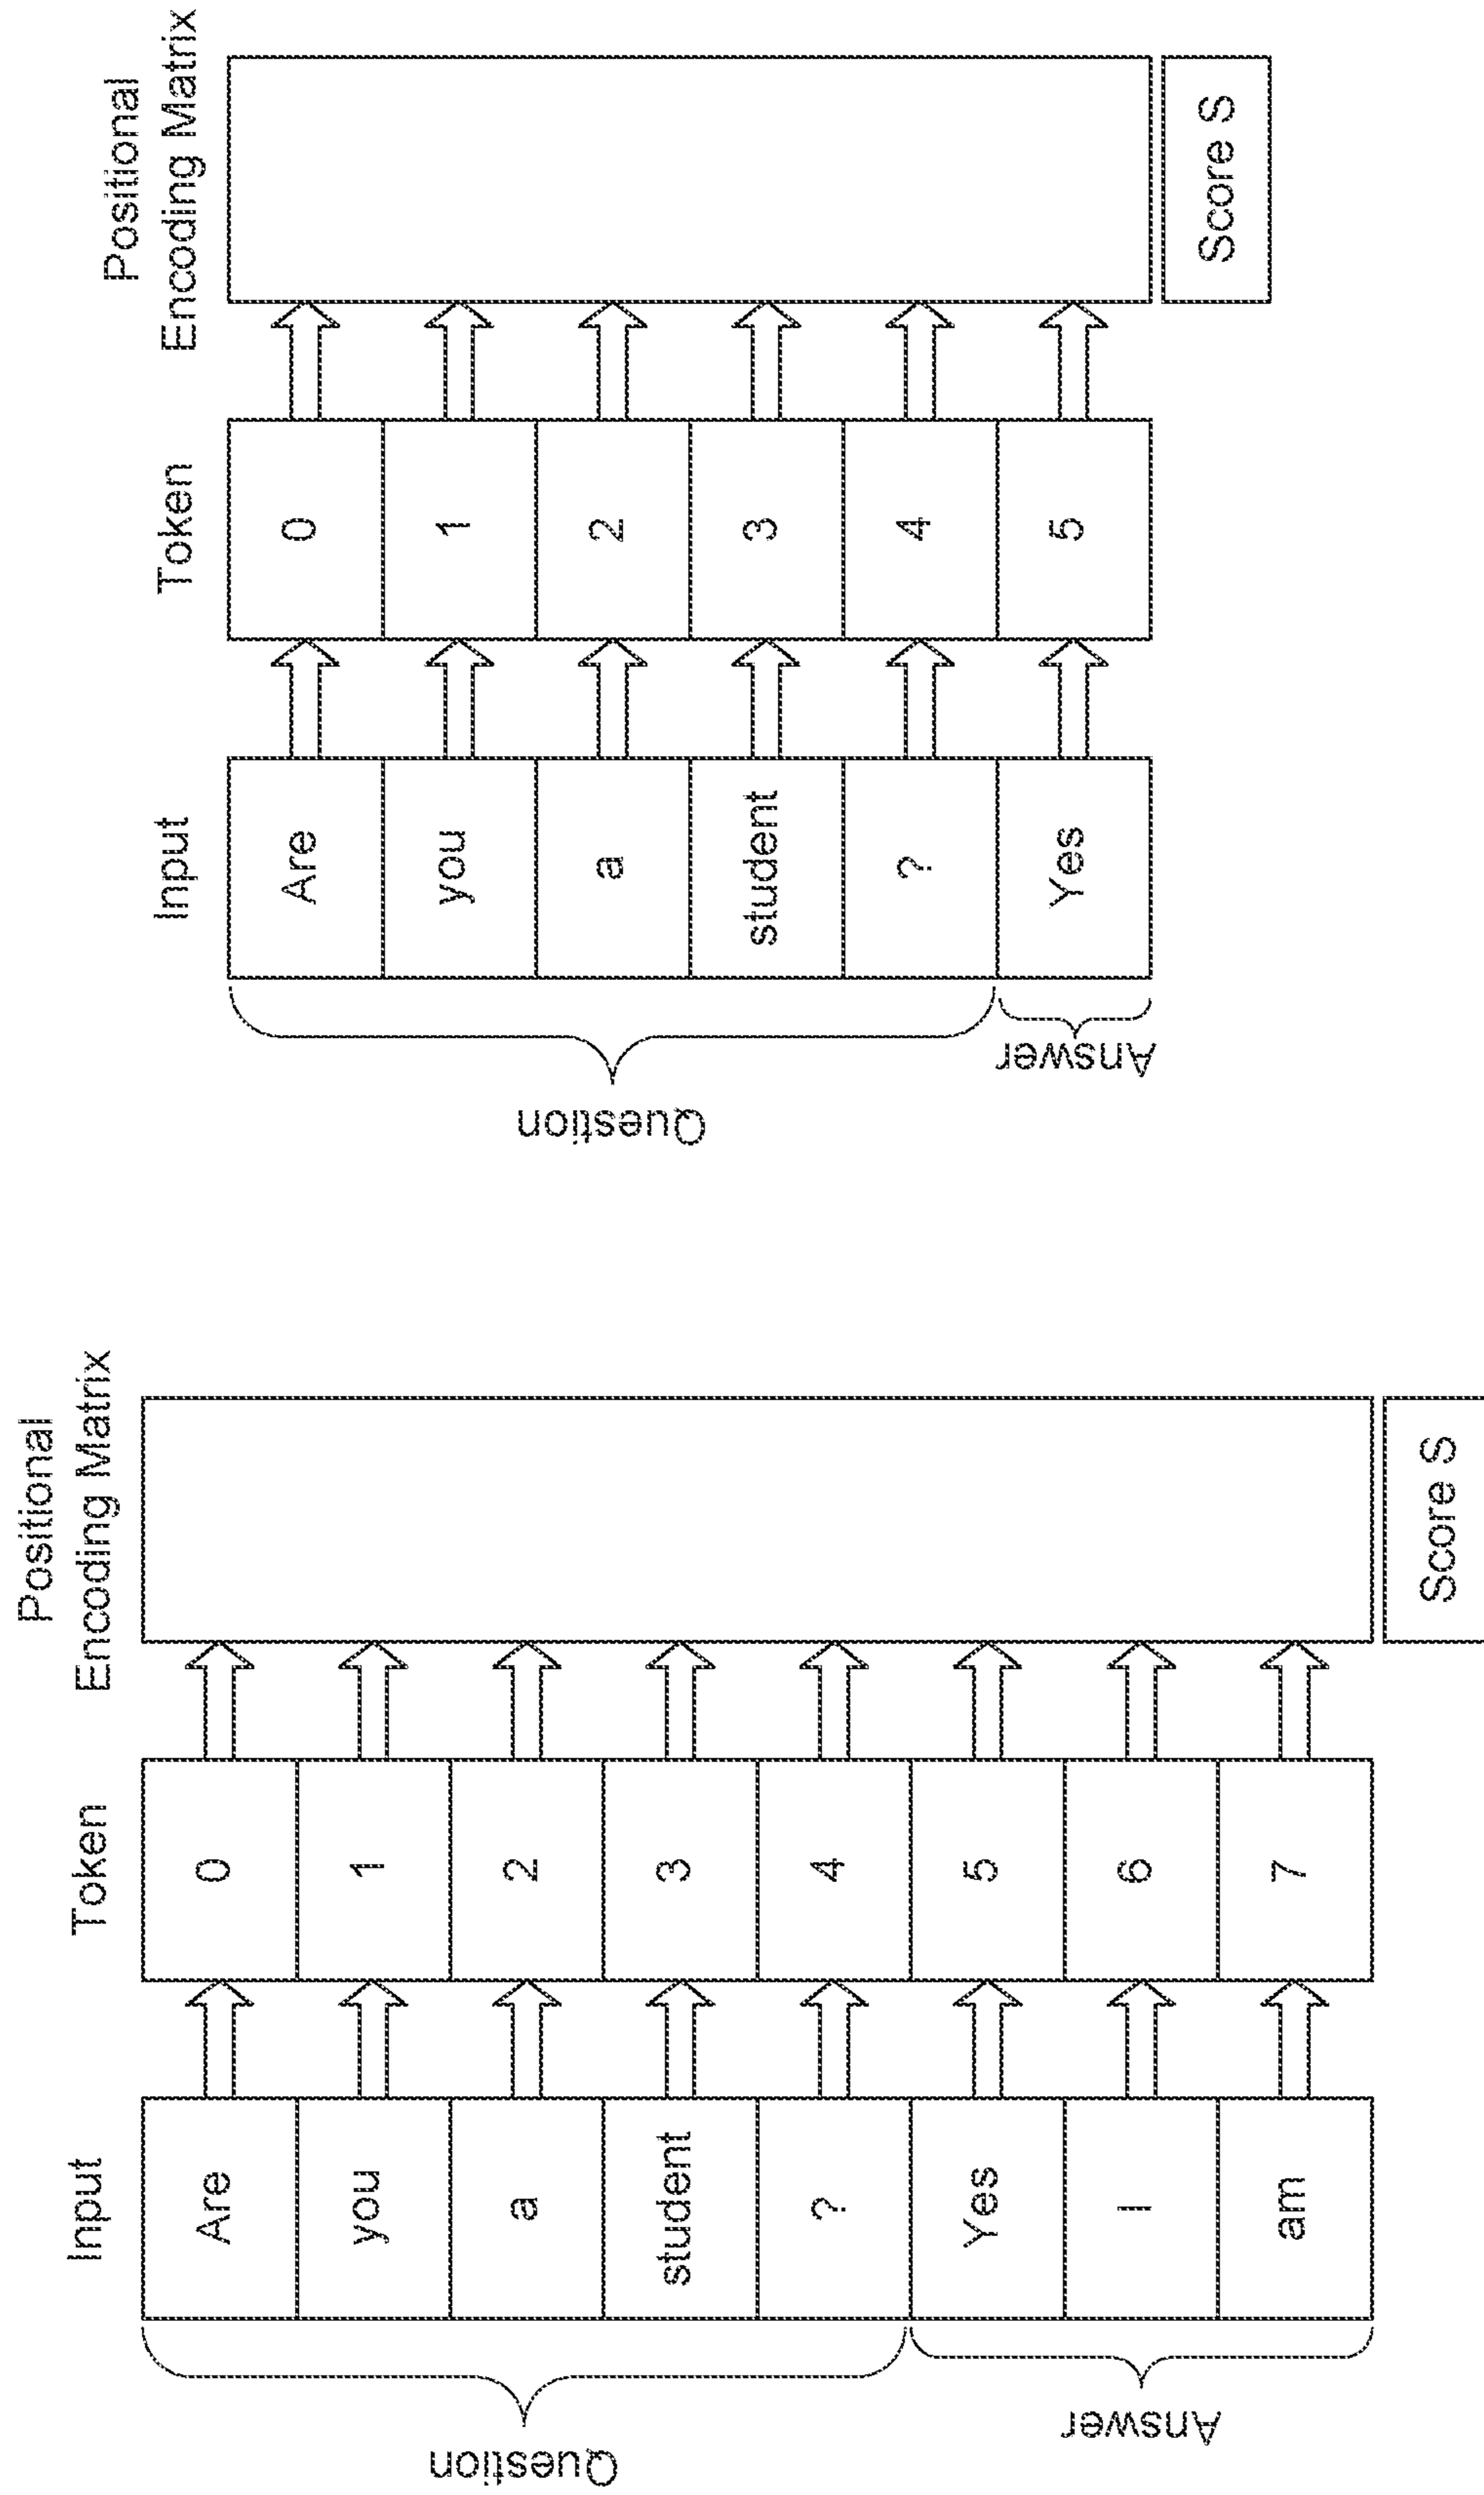 Input
Token
Positional
Encoding Matrix
Question
Are
0
you
1
a
2
student
3
?
4
Answer
Yes
5
I
6
am
7
Score S
Input
Token
Positional
Encoding Matrix
Question
Are
0
you
1
a
2
student
3
?
4
Answer
Yes
5
Score S